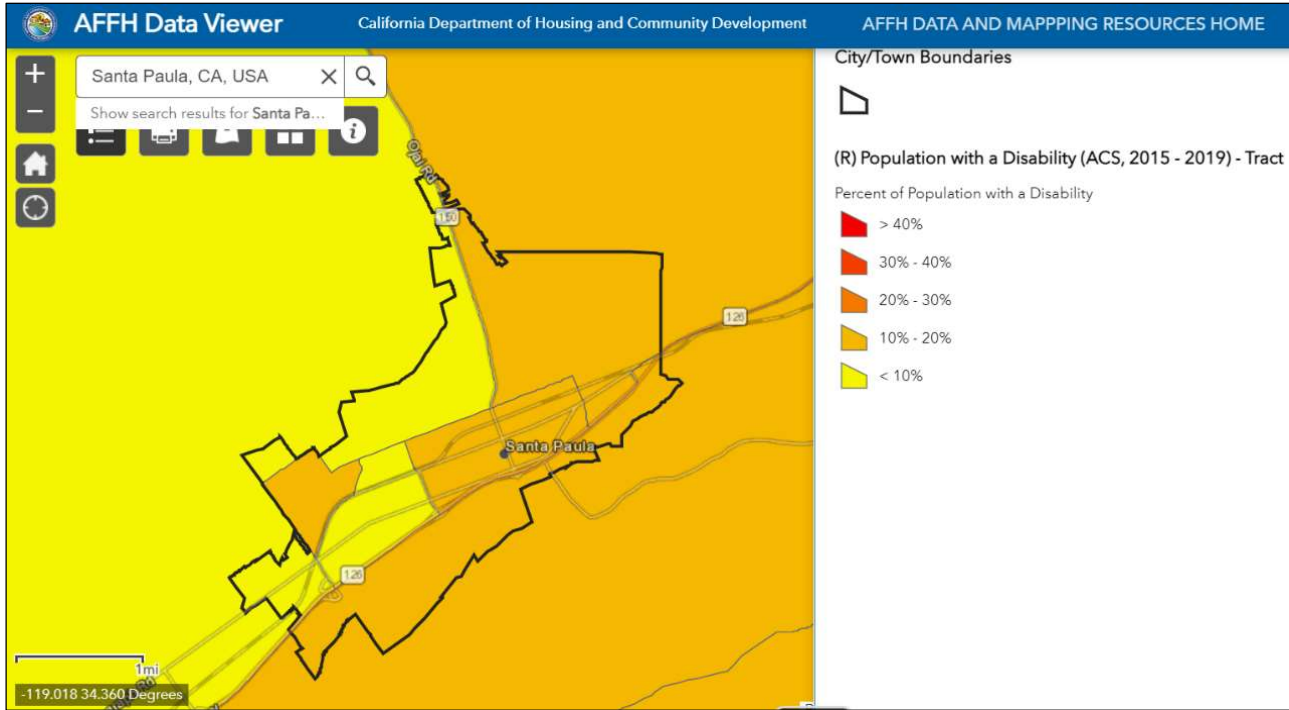 AFFH Data Viewer
California Department of Housing and Community Development
AFFH DATA AND MAPPPING RESOURCES HOME
Santa Paula, CA, USA
Show search results for Santa Pa...
City/Town Boundaries
(R) Population with a Disability (ACS, 2015 - 2019) - Tract
Percent of Population with a Disability
> 40%
30% - 40%
20% - 30%
10% - 20%
< 10%
Ojai Rd
150
126
Santa Paula
126
1mi
-119.018 34.360 Degrees